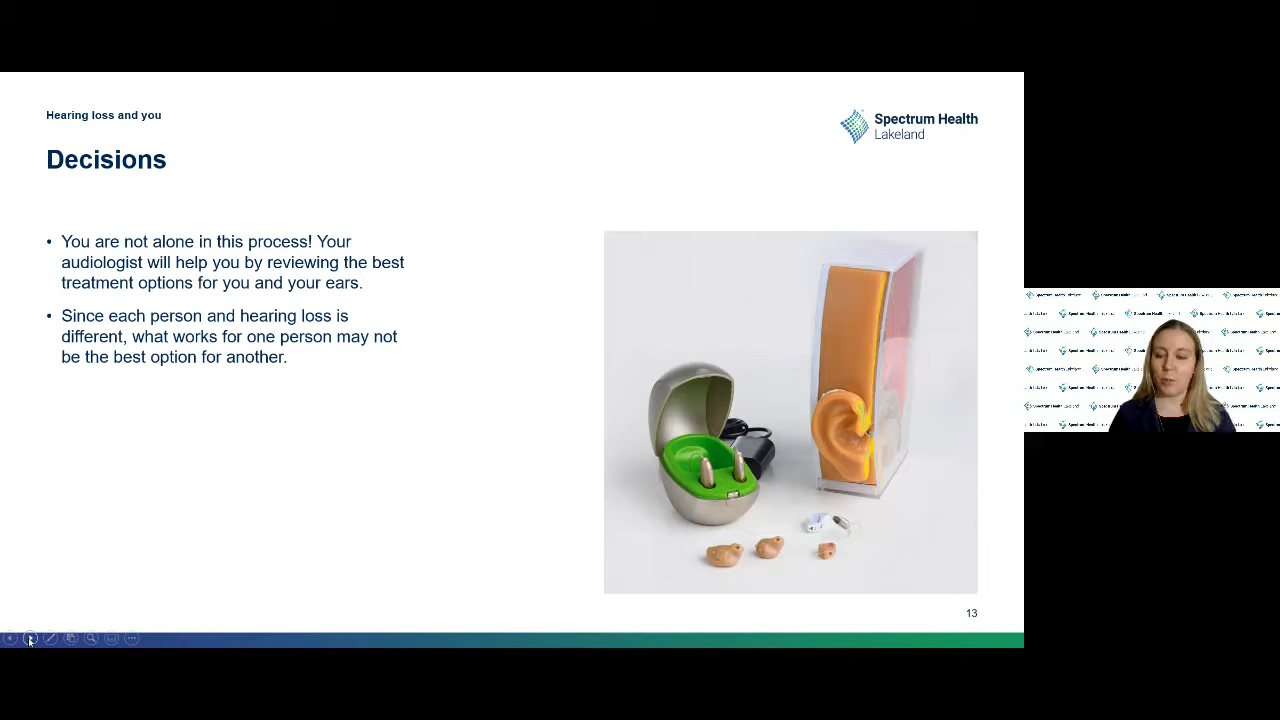 Hearing loss and you
Spectrum Health
Lakeland
Decisions
• You are not alone in this process! Your
audiologist will help you by reviewing the best
treatment options for you and your ears.
• Since each person and hearing loss is
different, what works for one person may not
be the best option for another.
13